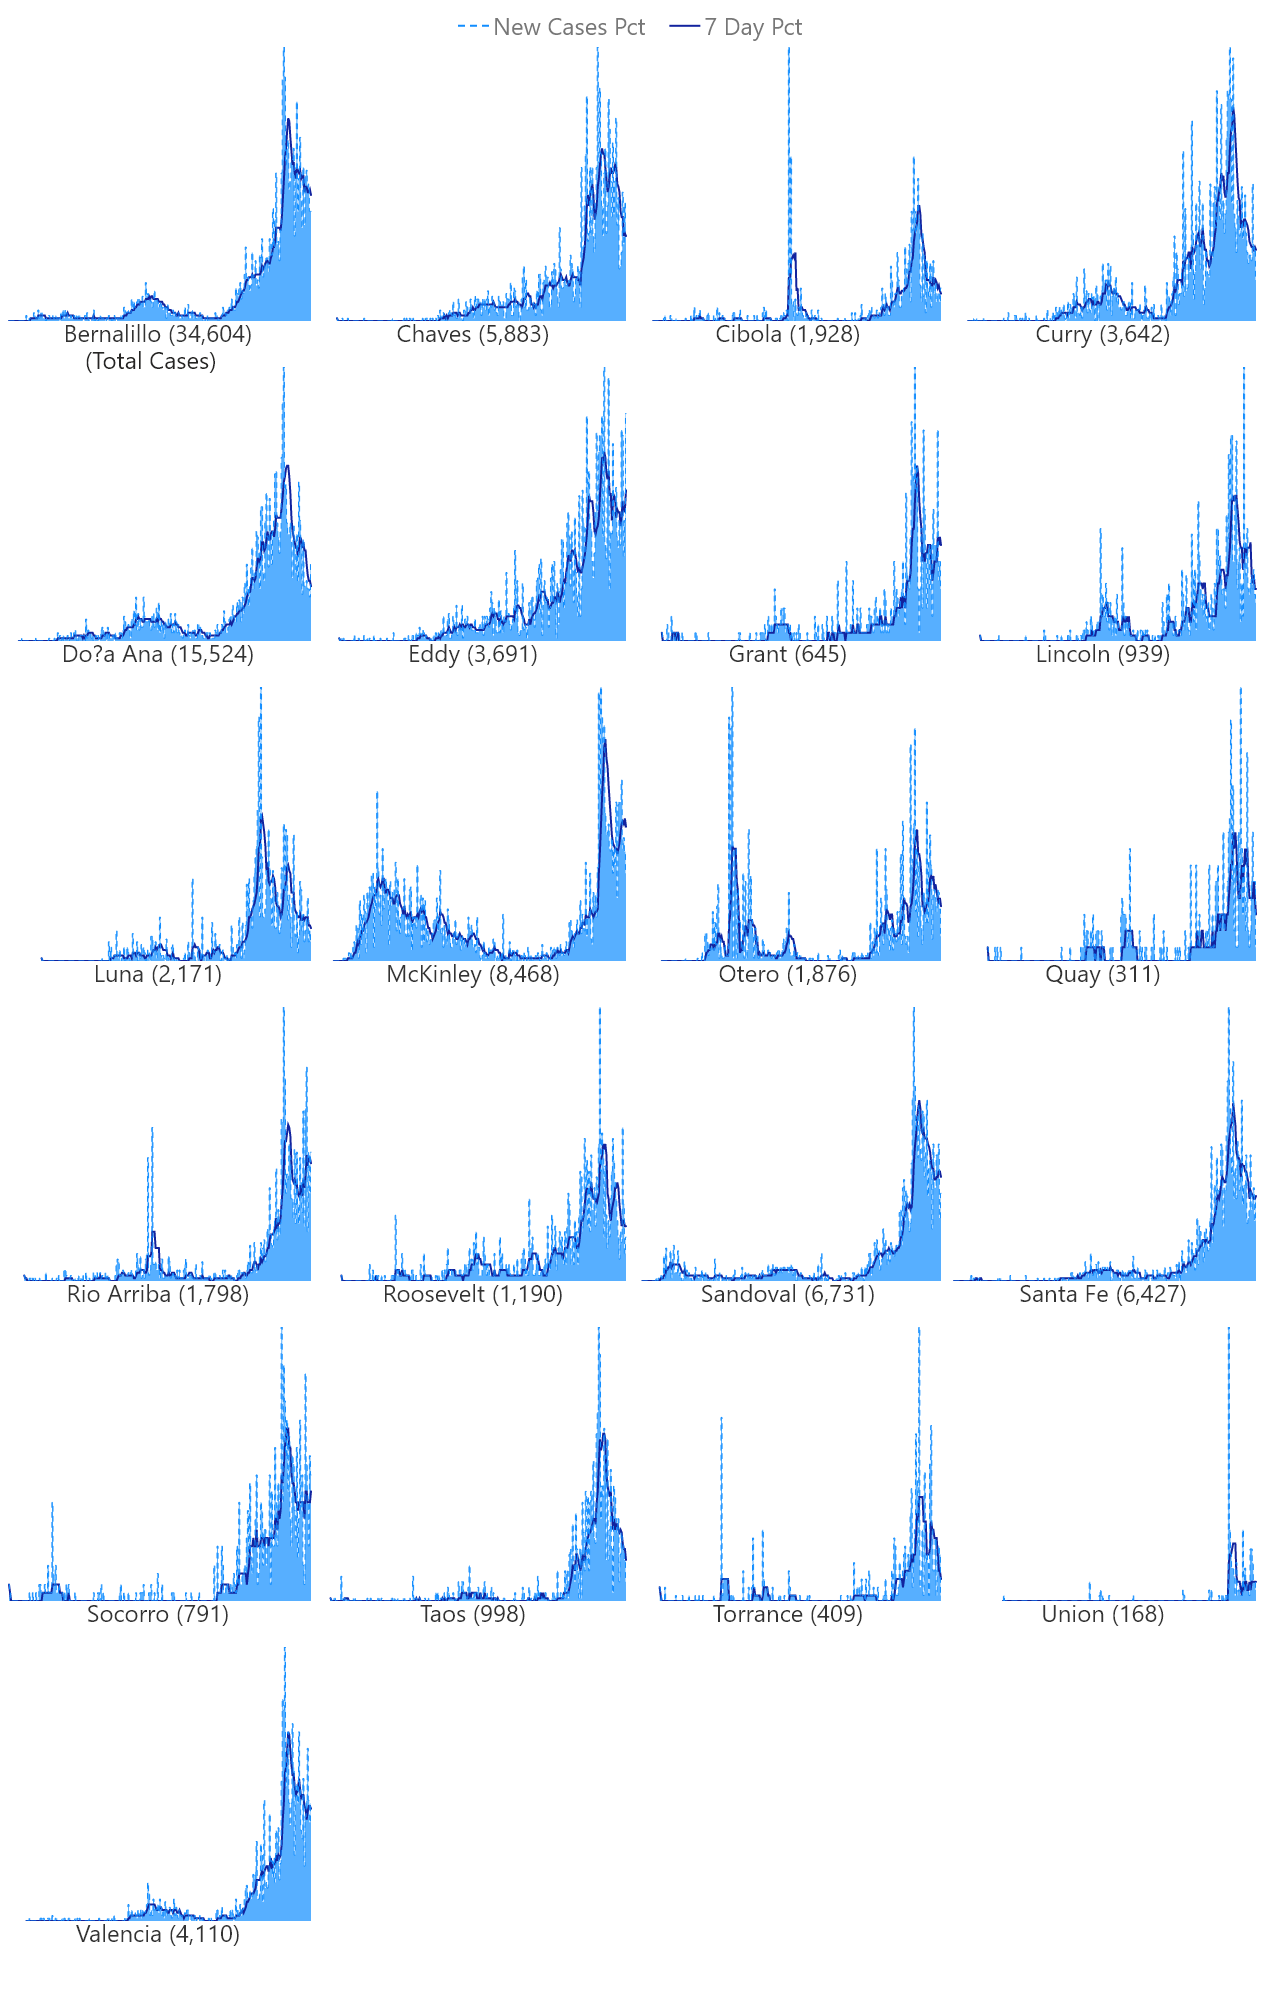 New Cases Pct 7 Day Pct
Bernalillo (34,604) Chaves (5,883) Cibola (1,928) Curry (3,642)
(Total Cases)
Do?a Ana (15,524) Eddy (3,691) Grant (645) Lincoln (939)
Luna (2,171) McKinley (8,468) Otero (1,876) Quay (311)
Rio Arriba (1,798) Roosevelt (1,190) Sandoval (6,731) Santa Fe (6,427)
Socorro (791) Taos (998) Torrance (409) Union (168)
Valencia (4,110)